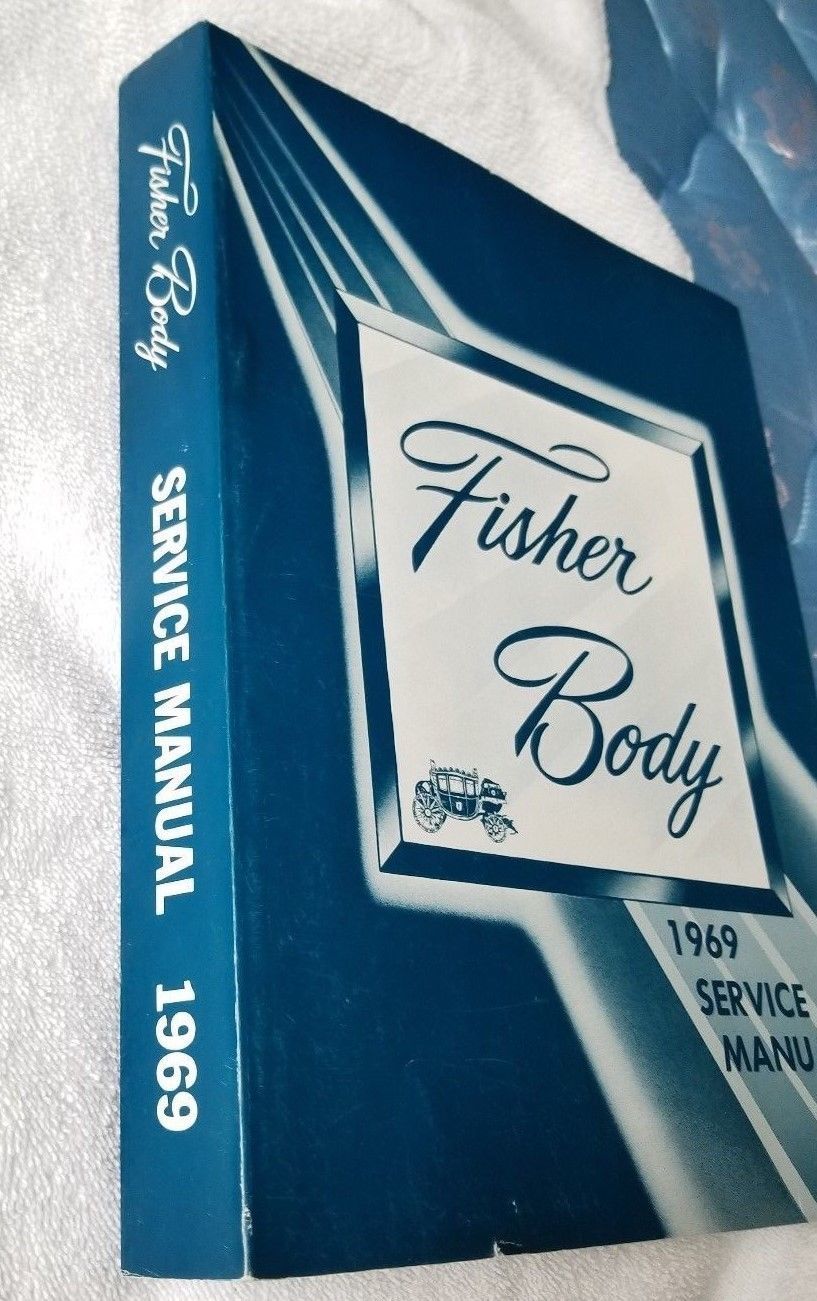 Fisher Body SERVICE MANUAL 1969
Fisher
Body
1969
SERVICE
MANU